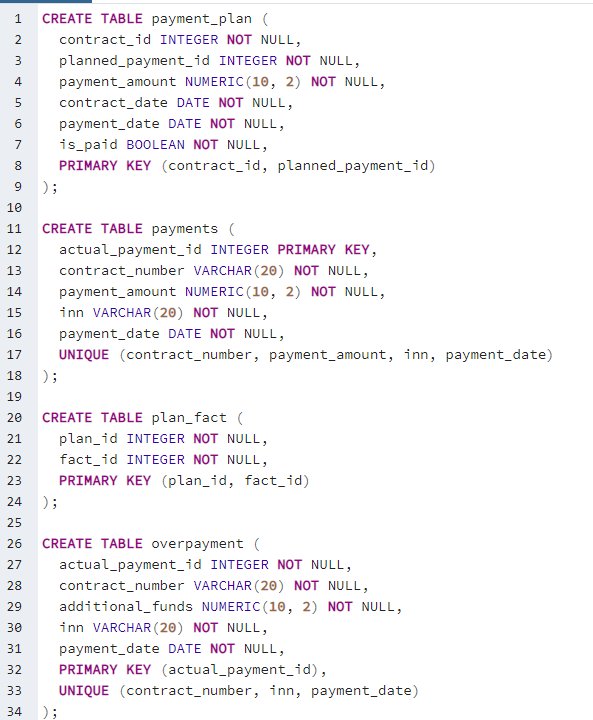 1 CREATE TABLE payment_plan (
2 contract_id INTEGER NOT NULL,
3 planned_payment_id INTEGER NOT NULL,
4 payment_amount NUMERIC(10, 2) NOT NULL,
5 contract_date DATE NOT NULL,
6 payment_date DATE NOT NULL,
7 is_paid BOOLEAN NOT NULL,
8 PRIMARY KEY (contract_id, planned_payment_id)
9 );
10
11 CREATE TABLE payments (
12 actual_payment_id INTEGER PRIMARY KEY,
13 contract_number VARCHAR(20) NOT NULL,
14 payment_amount NUMERIC(10, 2) NOT NULL,
15 inn VARCHAR(20) NOT NULL,
16 payment_date DATE NOT NULL,
17 UNIQUE (contract_number, payment_amount, inn, payment_date)
18 );
19
20 CREATE TABLE plan_fact (
21 plan_id INTEGER NOT NULL,
22 fact_id INTEGER NOT NULL,
23 PRIMARY KEY (plan_id, fact_id)
24 );
25
26 CREATE TABLE overpayment (
27 actual_payment_id INTEGER NOT NULL,
28 contract_number VARCHAR(20) NOT NULL,
29 additional_funds NUMERIC(10, 2) NOT NULL,
30 inn VARCHAR(20) NOT NULL,
31 payment_date DATE NOT NULL,
32 PRIMARY KEY (actual_payment_id),
33 UNIQUE (contract_number, inn, payment_date)
34 );